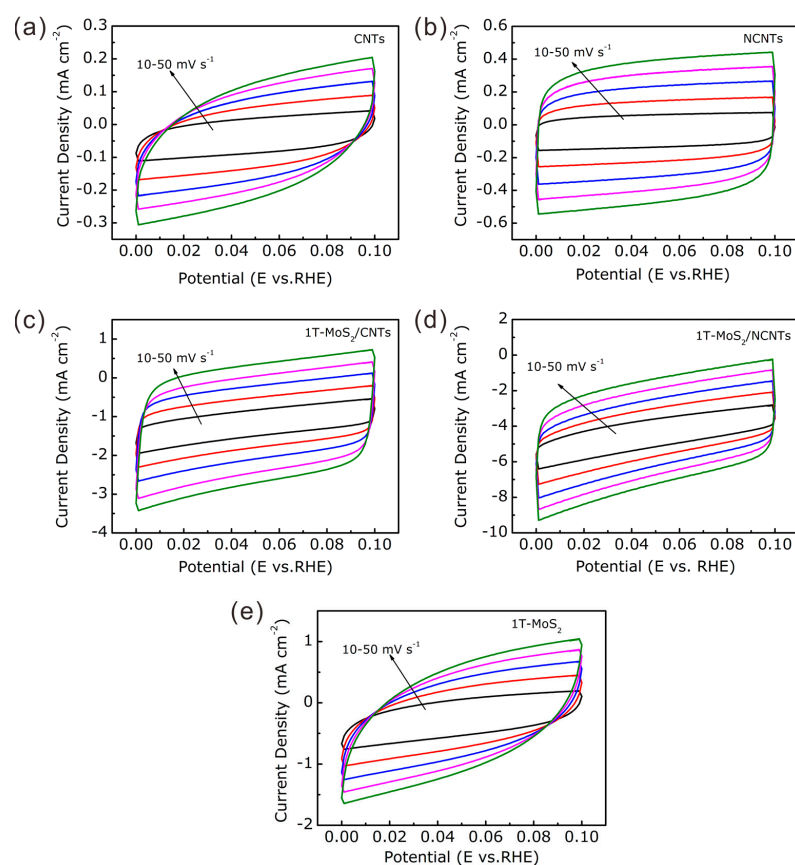 (a)
CNTs
10-50 mV s⁻¹
0.3
0.2
0.1
0.0
-0.1
-0.2
-0.3
0.00 0.02 0.04 0.06 0.08 0.10
Current Density (mA cm⁻²)
Potential (E vs.RHE)
(b)
NCNTs
10-50 mV s⁻¹
0.6
0.4
0.2
0.0
-0.2
-0.4
-0.6
0.00 0.02 0.04 0.06 0.08 0.10
Current Density (mA cm⁻²)
Potential (E vs.RHE)
(c)
1T-MoS₂/CNTs
10-50 mV s⁻¹
1
0
-1
-2
-3
-4
0.00 0.02 0.04 0.06 0.08 0.10
Current Density (mA cm⁻²)
Potential (E vs.RHE)
(d)
1T-MoS₂/NCNTs
10-50 mV s⁻¹
2
0
-2
-4
-6
-8
-10
0.00 0.02 0.04 0.06 0.08 0.10
Current Density (mA cm⁻²)
Potential (E vs. RHE)
(e)
1T-MoS₂
10-50 mV s⁻¹
1
0
-1
-2
0.00 0.02 0.04 0.06 0.08 0.10
Current Density (mA cm⁻²)
Potential (E vs.RHE)